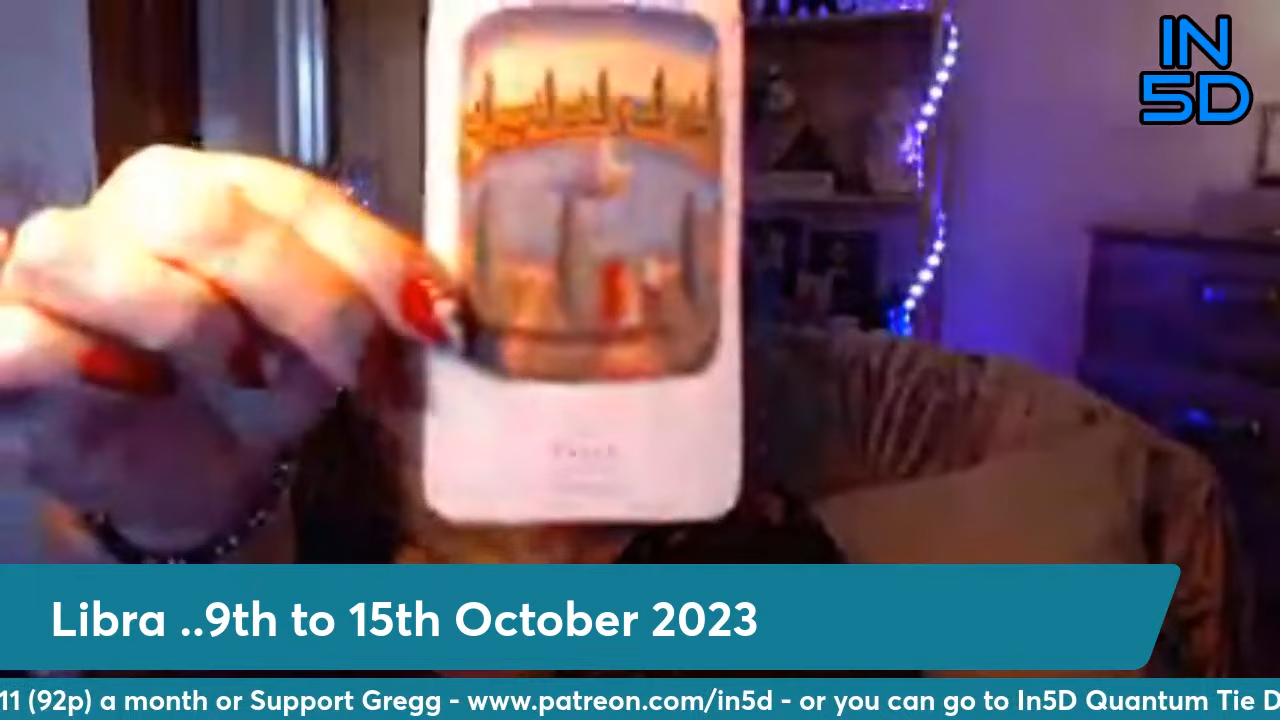 IN
5D
Libra ..9th to 15th October 2023
11 (92p) a month or Support Gregg - www.patreon.com/in5d - or you can go to In5D Quantum Tie D